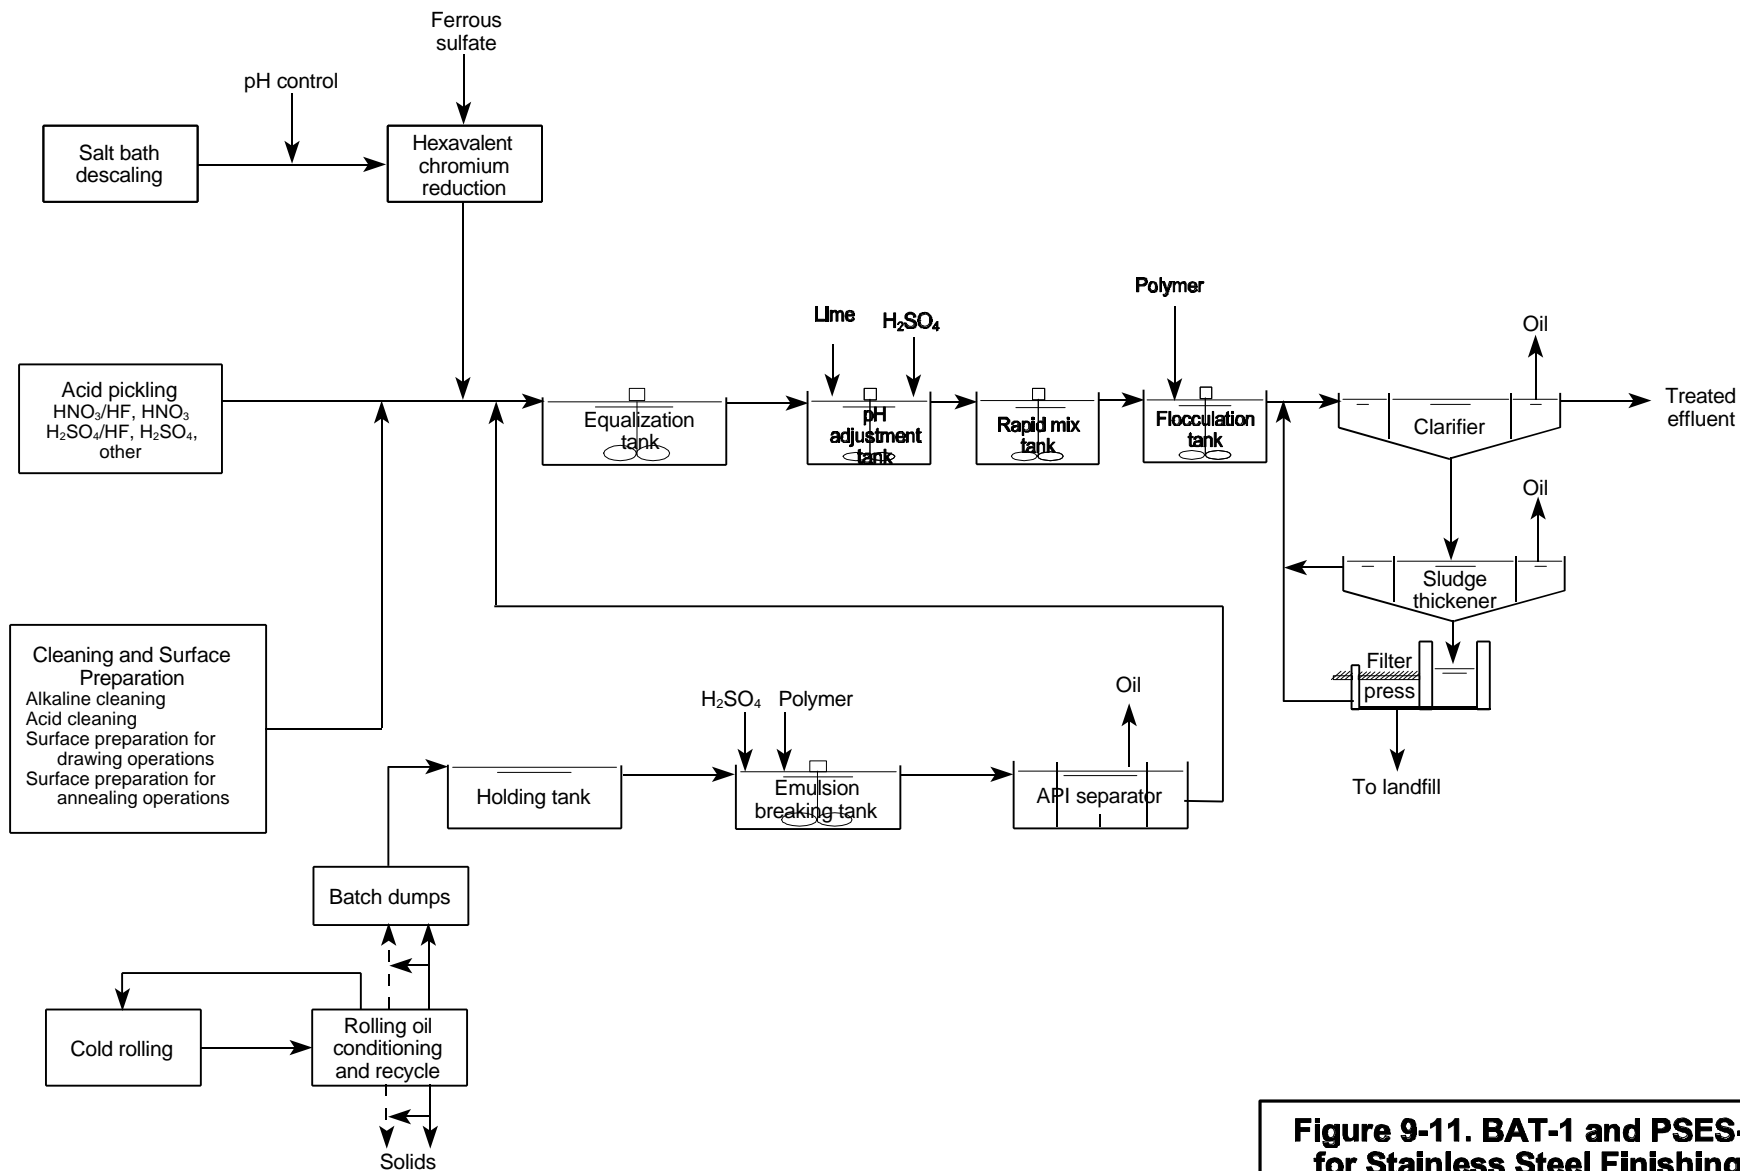 Ferrous
sulfate
pH control
Salt bath
descaling
Hexavalent
chromium
reduction
Polymer
Lime
H₂SO₄
Oil
Acid pickling
HNO₃/HF, HNO₃
H₂SO₄/HF, H₂SO₄,
other
Equalization
tank
pH
adjustment
tank
Rapid mix
tank
Flocculation
tank
Clarifier
Treated
effluent
Oil
Sludge
thickener
Cleaning and Surface
Preparation
Alkaline cleaning
Acid cleaning
Surface preparation for
drawing operations
Surface preparation for
annealing operations
Filter
press
H₂SO₄
Polymer
Oil
Holding tank
Emulsion
breaking tank
API separator
To landfill
Batch dumps
Cold rolling
Rolling oil
conditioning
and recycle
Solids
Figure 9-11. BAT-1 and PSES-
for Stainless Steel Finishing